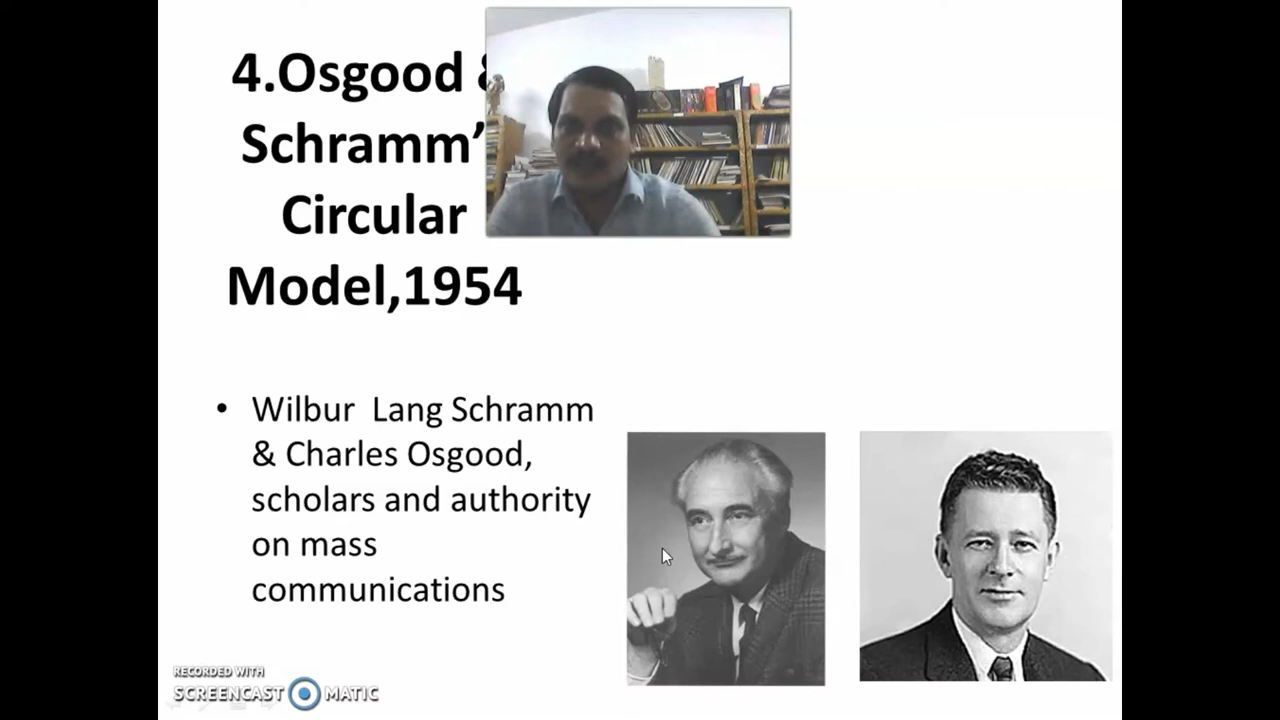 4.Osgood
Schramm’
Circular
Model,1954
• Wilbur Lang Schramm
& Charles Osgood,
scholars and authority
on mass
communications
RECORDED WITH
SCREENCAST MATIC